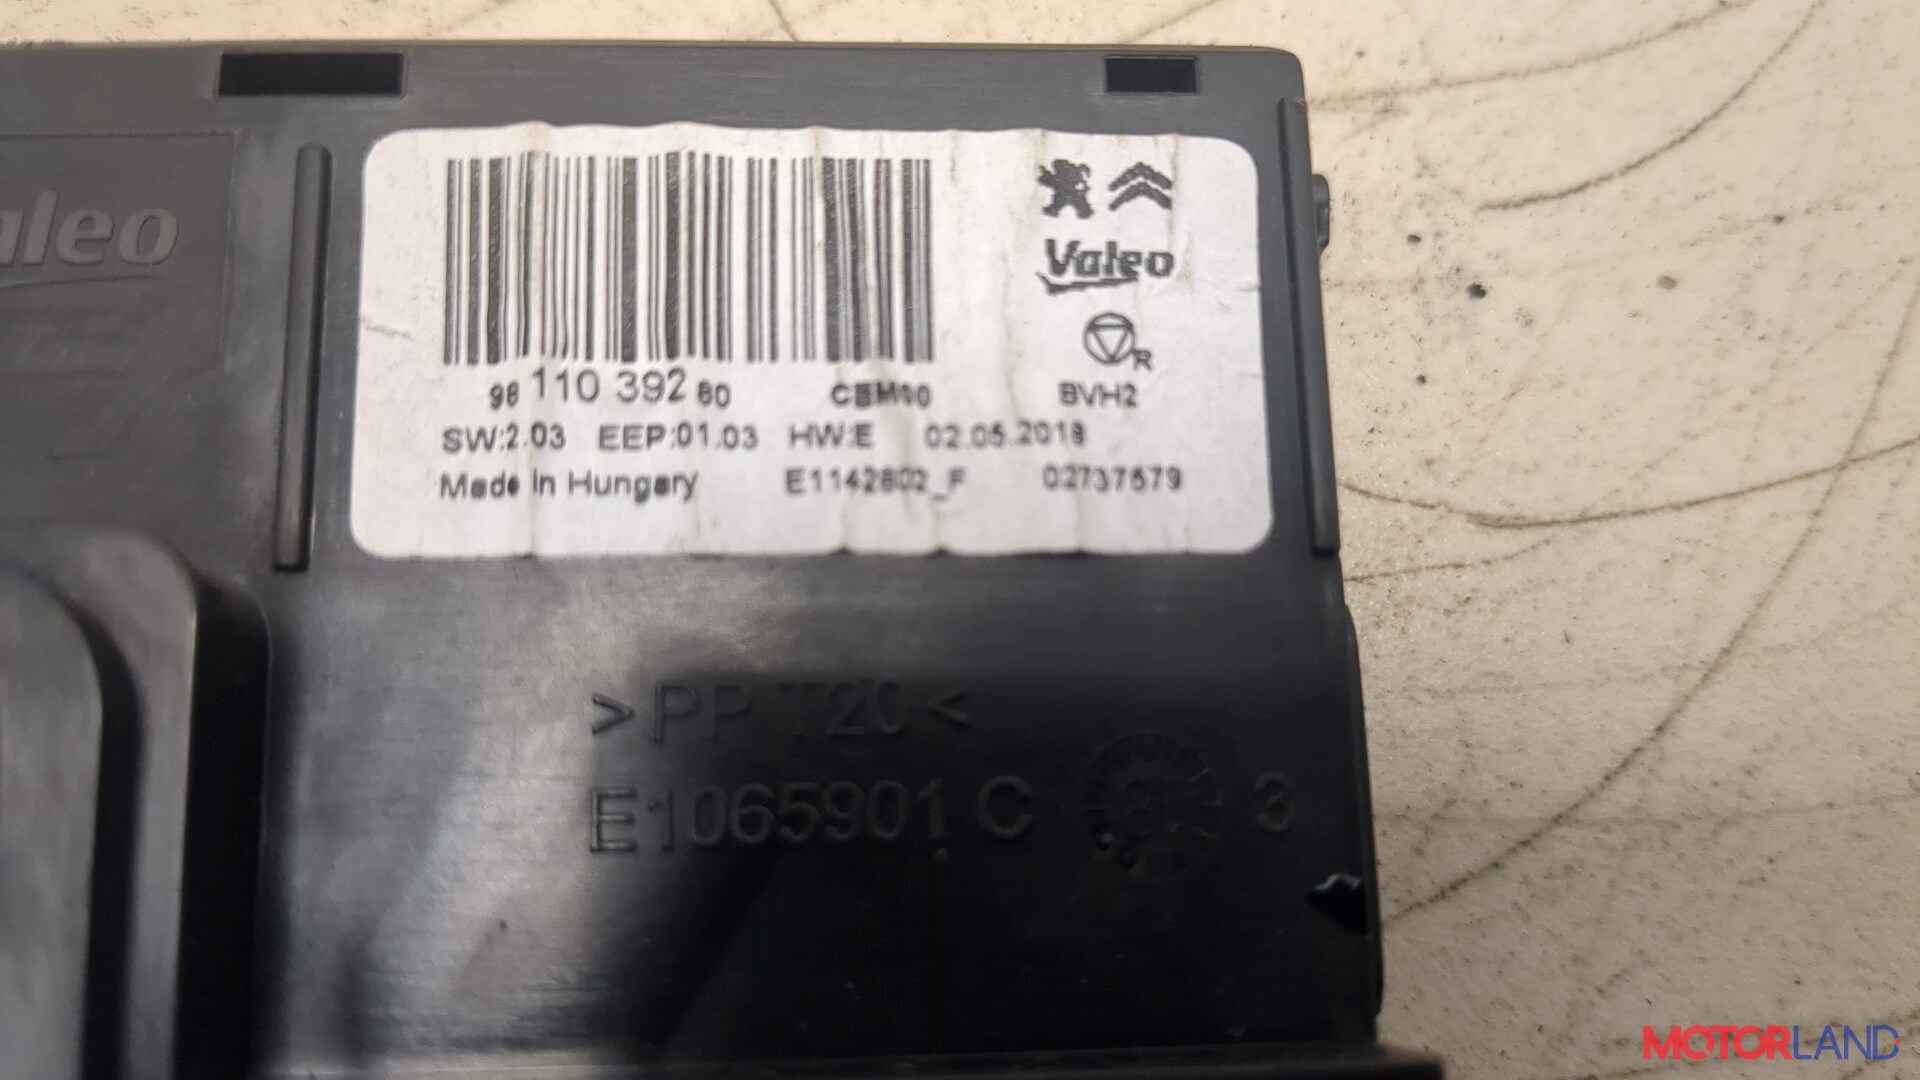 aleo
Valeo
R
98 110 392 80 CEM00 BVH2
SW:2.03 EEP:01.03 HW:E 02.05.2018
Made In Hungary E1142802_F 02737579
>PP T20<
E1065901 C 3
MOTORLAND